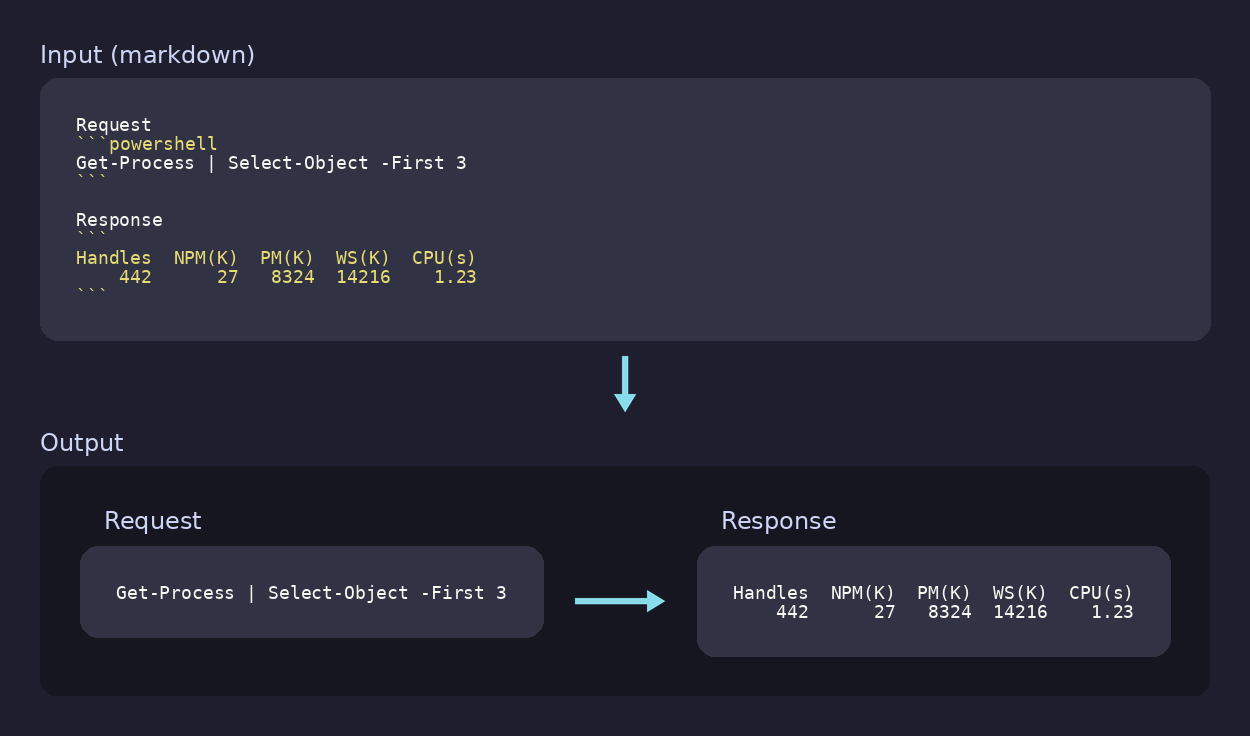 Input (markdown)
Request
```powershell
Get-Process | Select-Object -First 3
```
Response
```
Handles  NPM(K)  PM(K)  WS(K)  CPU(s)
    442      27   8324  14216    1.23
```
Output
Request
Get-Process | Select-Object -First 3
Response
Handles  NPM(K)  PM(K)  WS(K)  CPU(s)
    442      27   8324  14216    1.23